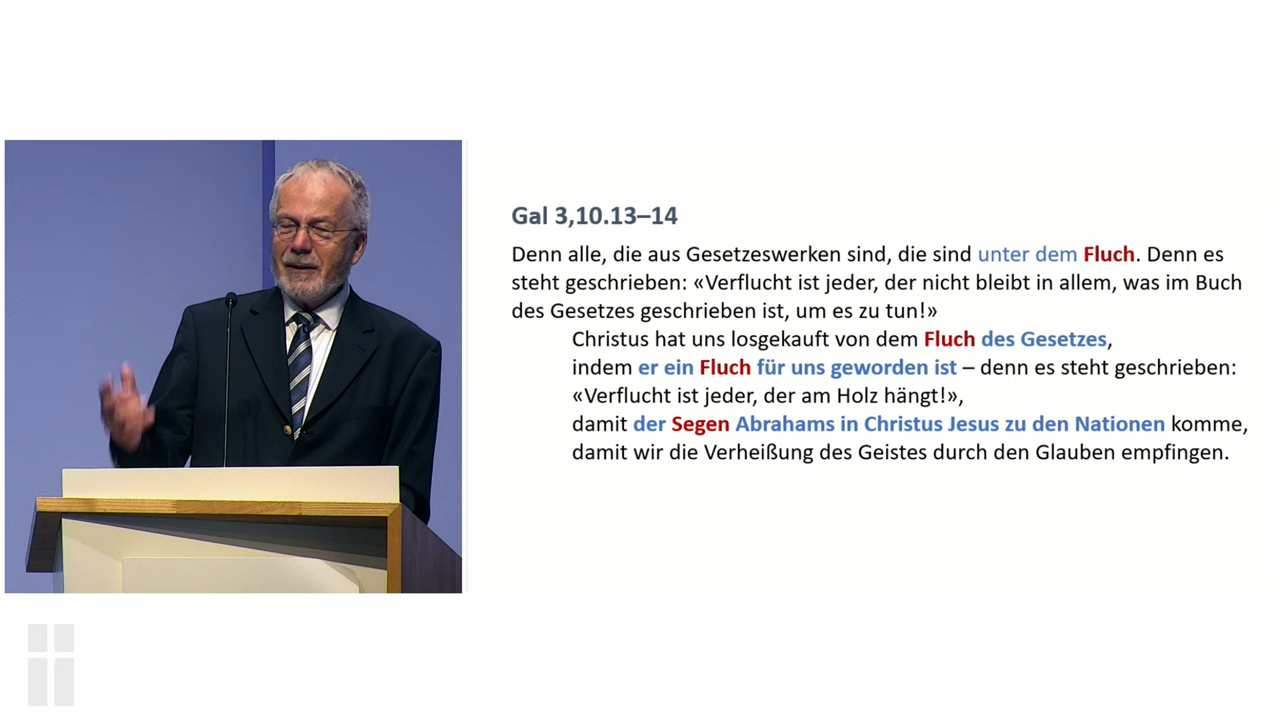 Gal 3,10.13–14
Denn alle, die aus Gesetzeswerken sind, die sind unter dem Fluch. Denn es
steht geschrieben: «Verflucht ist jeder, der nicht bleibt in allem, was im Buch
des Gesetzes geschrieben ist, um es zu tun!»
Christus hat uns losgekauft von dem Fluch des Gesetzes,
indem er ein Fluch für uns geworden ist – denn es steht geschrieben:
«Verflucht ist jeder, der am Holz hängt!»,
damit der Segen Abrahams in Christus Jesus zu den Nationen komme,
damit wir die Verheißung des Geistes durch den Glauben empfingen.